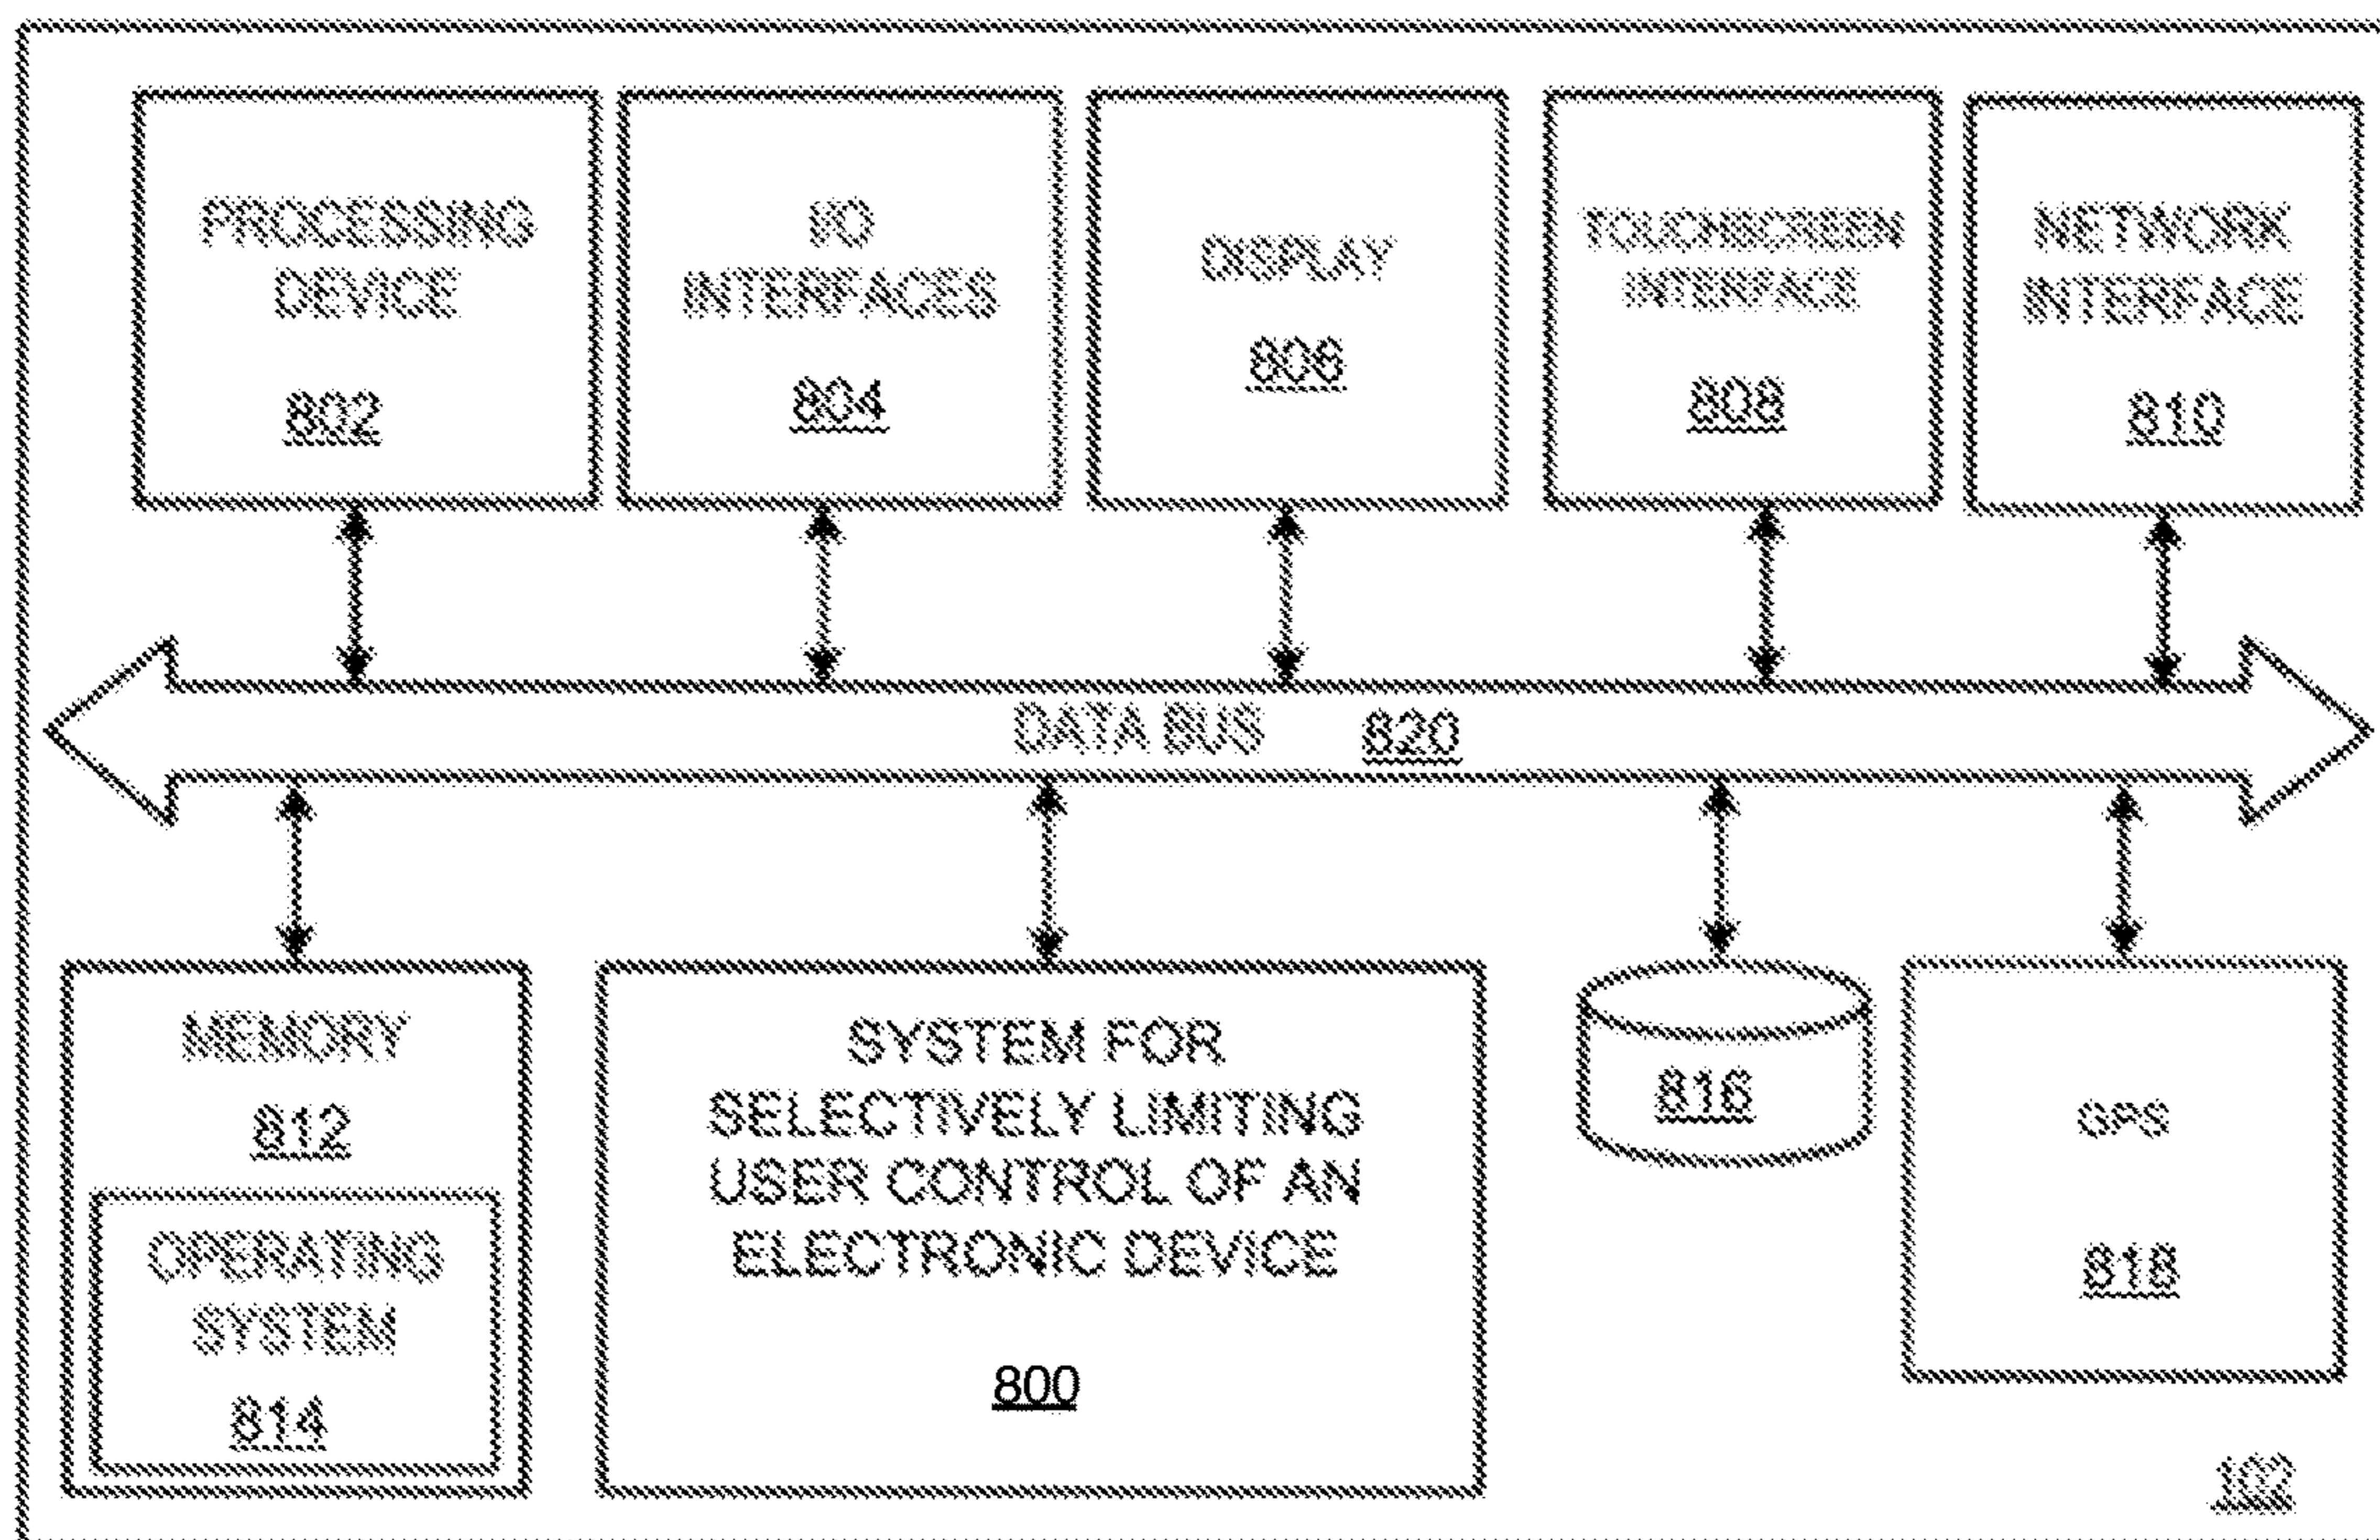 PROCESSING
DEVICE
802
I/O
INTERFACES
804
DISPLAY
806
TOUCHSCREEN
INTERFACE
808
NETWORK
INTERFACE
810
DATA BUS 820
MEMORY
812
OPERATING
SYSTEM
814
SYSTEM FOR
SELECTIVELY LIMITING
USER CONTROL OF AN
ELECTRONIC DEVICE
800
816
GPS
818
102